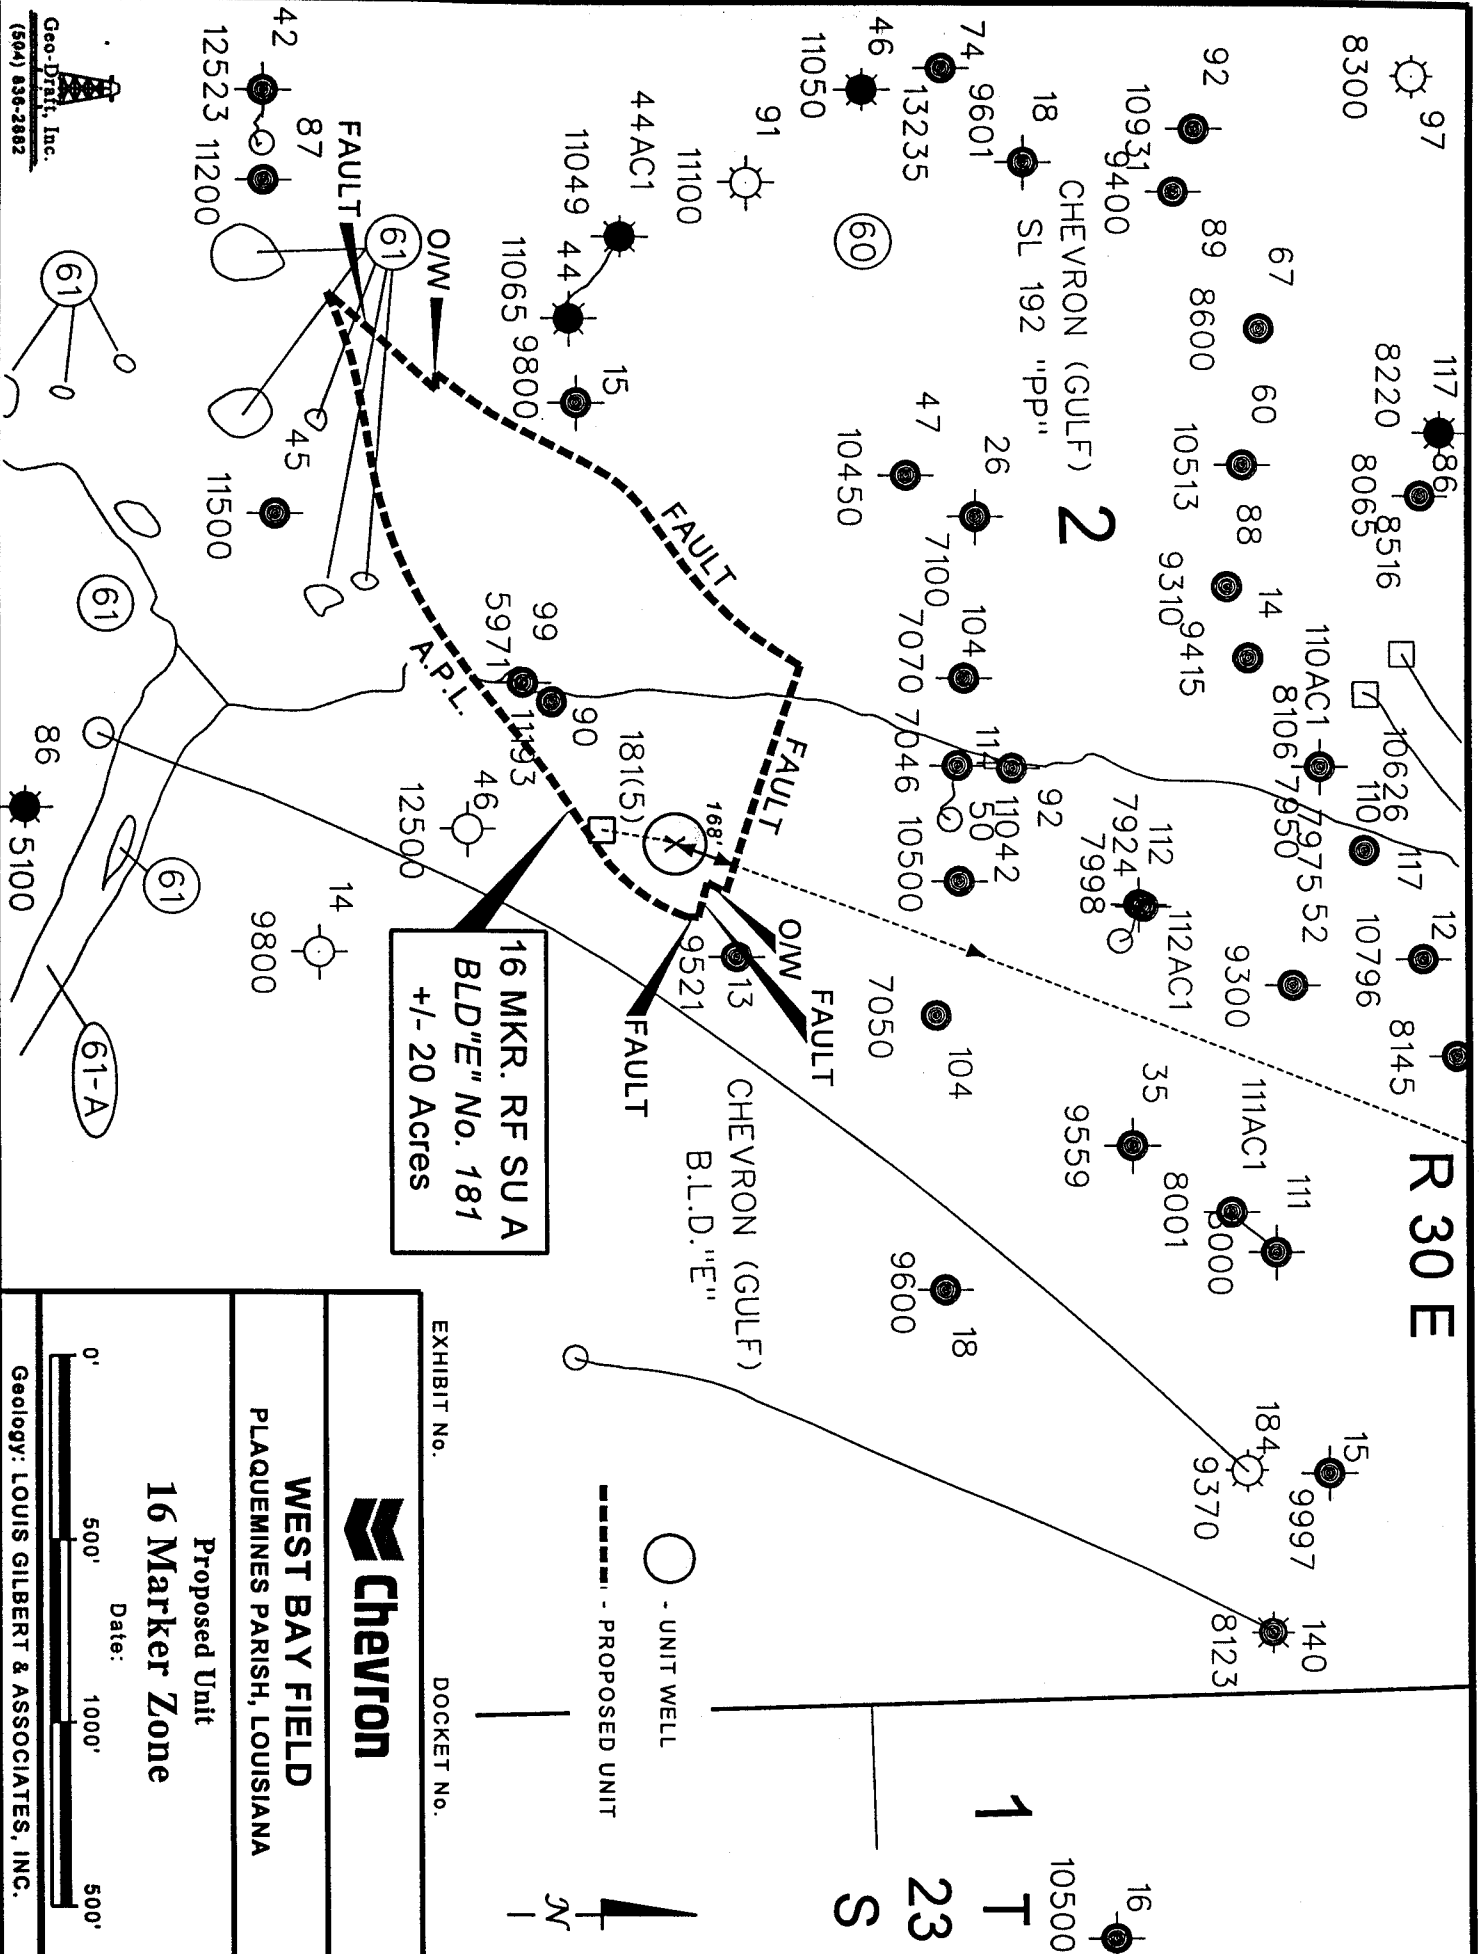 R 30 E
97
8300
92
10931
9400
89
67
8600
60
10513
88
9310
14
9415
117
8220
86
8065
8516
110AC1
8106
10626
110
7950
7975
117
52
9300
12
10796
8145
74
13235
46
11050
18
9601
CHEVRON (GULF)
SL 192 "PP"
2
60
47
10450
26
7100
104
7070
114
7046
50
11042
92
10500
112
7924
7998
112AC1
7050
104
35
9559
111AC1
111
8001
8000
18
9600
184
9370
15
9997
140
8123
91
11100
44AC1
11049
44
11065
15
9800
O/W
FAULT
61
42
12523
87
11200
45
11500
FAULT
FAULT
168'
181(5)
99
5971
90
11193
A.P.L.
46
12500
14
9800
O/W
FAULT
FAULT
13
9521
CHEVRON (GULF)
B.L.D."E"
16 MKR. RF SU A
BLD"E" No. 181
+/- 20 Acres
61
61
61
61-A
86
5100
1
T
23
S
16
10500
- UNIT WELL
- PROPOSED UNIT
N
EXHIBIT No.
DOCKET No.
Chevron
WEST BAY FIELD
PLAQUEMINES PARISH, LOUISIANA
Proposed Unit
16 Marker Zone
Date:
0' 500' 1000' 500'
Geology: LOUIS GILBERT & ASSOCIATES, INC.
Geo-Draft, Inc.
(504) 836-2882